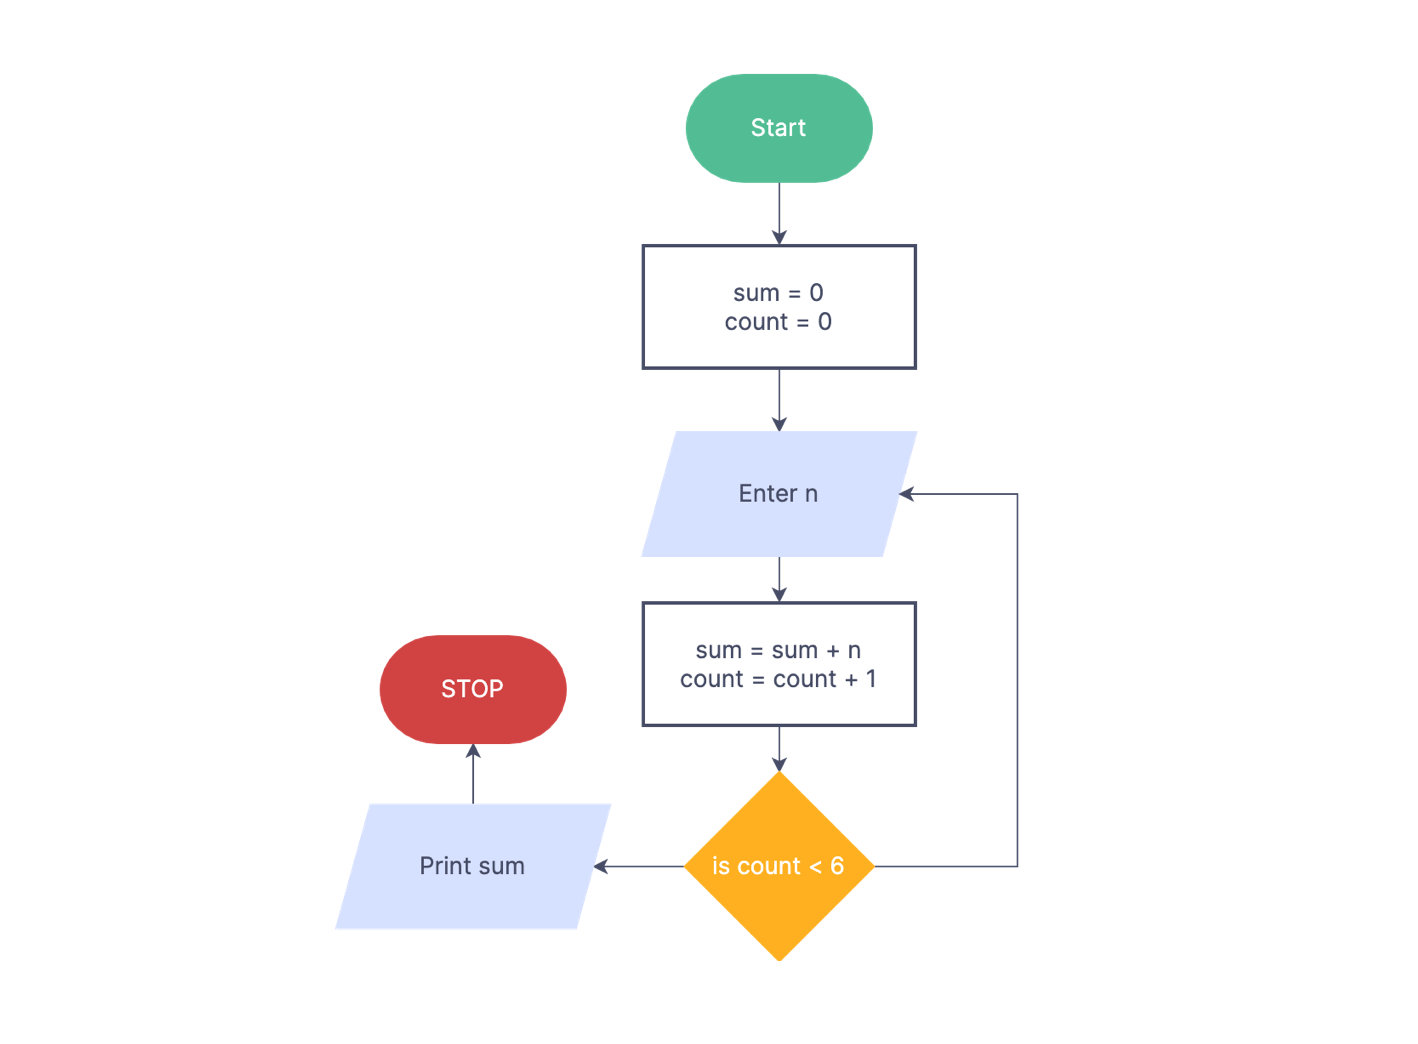 Start
sum = 0
count = 0
Enter n
sum = sum + n
count = count + 1
is count < 6
Print sum
STOP